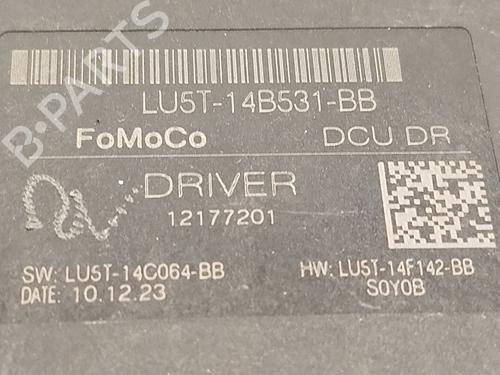 B-PARTS
LU5T-14B531-BB
FoMoCo DCU DR
DRIVER
12177201
SW: LU5T-14C064-BB HW: LU5T-14F142-BB
DATE: 10.12.23 S0Y0B